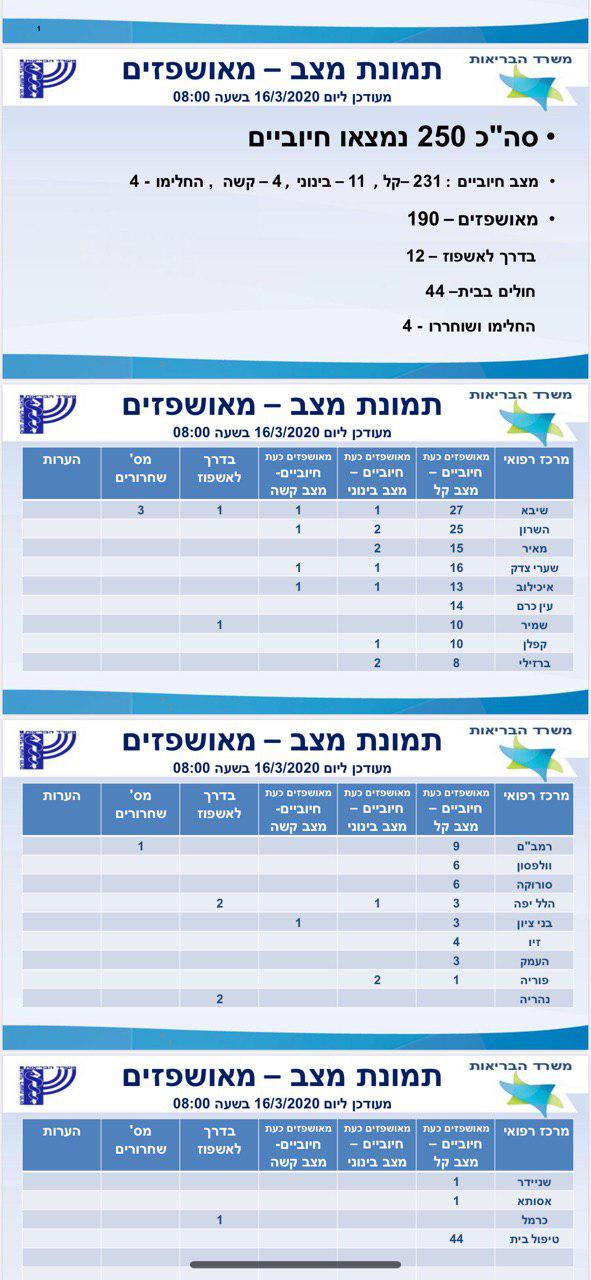 1
משרד הבריאות
תמונת מצב – מאושפזים
מעודכן ליום 16/3/2020 בשעה 08:00
• סה"כ 250 נמצאו חיוביים
• מצב חיוביים : 231 –קל , 11 – בינוני , 4 – קשה , החלימו - 4
• מאושפזים – 190
בדרך לאשפוז – 12
חולים בבית– 44
החלימו ושוחררו - 4
משרד הבריאות
תמונת מצב – מאושפזים
מעודכן ליום 16/3/2020 בשעה 08:00
מרכז רפואי מאושפזים כעת חיוביים – מצב קל מאושפזים כעת חיוביים – מצב בינוני מאושפזים כעת חיוביים- מצב קשה בדרך לאשפוז מס' שחרורים הערות
שיבא 27 1 1 1 3
השרון 25 2 1
מאיר 15 2
שערי צדק 16 1 1
איכילוב 13 1 1
עין כרם 14
שמיר 10 1
קפלן 10 1
ברזילי 8 2
משרד הבריאות
תמונת מצב – מאושפזים
מעודכן ליום 16/3/2020 בשעה 08:00
מרכז רפואי מאושפזים כעת חיוביים – מצב קל מאושפזים כעת חיוביים – מצב בינוני מאושפזים כעת חיוביים- מצב קשה בדרך לאשפוז מס' שחרורים הערות
רמב"ם 9 1
וולפסון 6
סורוקה 6
הלל יפה 3 1 2
בני ציון 3 1
זיו 4
העמק 3
פוריה 1 2
נהריה 2
משרד הבריאות
תמונת מצב – מאושפזים
מעודכן ליום 16/3/2020 בשעה 08:00
מרכז רפואי מאושפזים כעת חיוביים – מצב קל מאושפזים כעת חיוביים – מצב בינוני מאושפזים כעת חיוביים- מצב קשה בדרך לאשפוז מס' שחרורים הערות
שניידר 1
אסותא 1
כרמל 1
טיפול בית 44